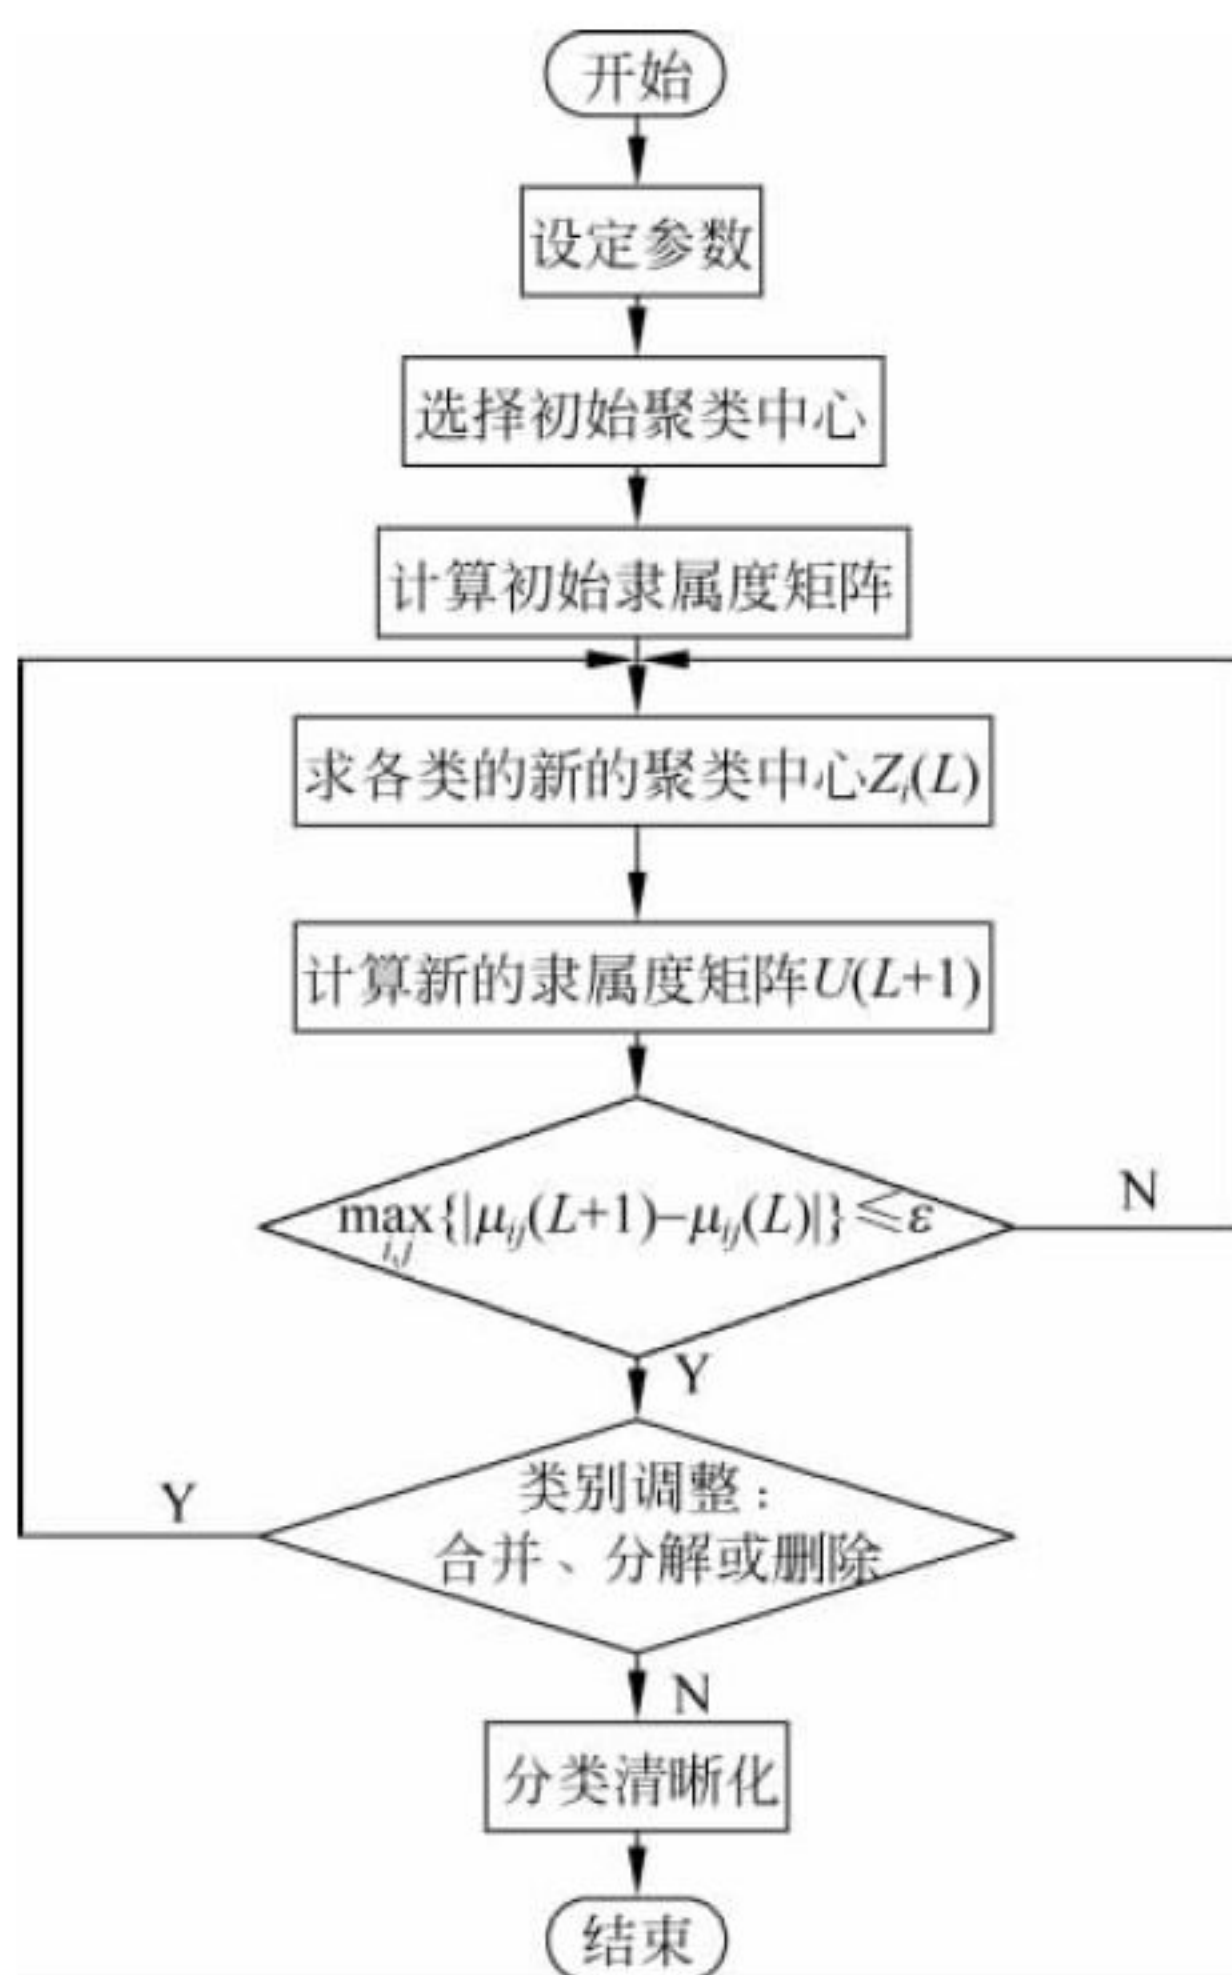 开始
设定参数
选择初始聚类中心
计算初始隶属度矩阵
求各类的新的聚类中心Zᵢ(L)
计算新的隶属度矩阵U(L+1)
max{|μᵢⱼ(L+1)−μᵢⱼ(L)|}≤ε
i,j
N
Y
类别调整：
Y
合并、分解或删除
N
分类清晰化
结束